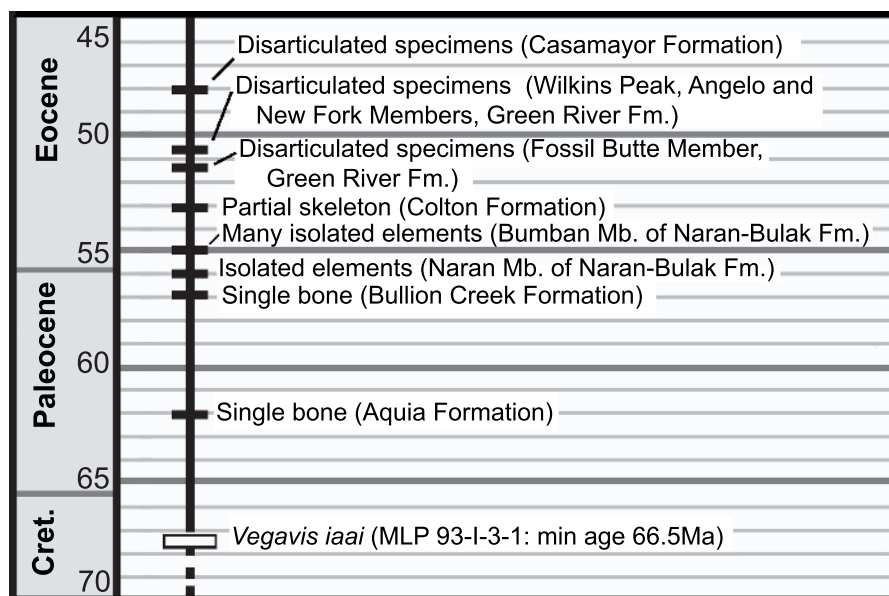 45
Disarticulated specimens (Casamayor Formation)
Eocene
Disarticulated specimens (Wilkins Peak, Angelo and
New Fork Members, Green River Fm.)
50
Disarticulated specimens (Fossil Butte Member,
Green River Fm.)
Partial skeleton (Colton Formation)
Many isolated elements (Bumban Mb. of Naran-Bulak Fm.)
55
Isolated elements (Naran Mb. of Naran-Bulak Fm.)
Single bone (Bullion Creek Formation)
Paleocene
60
Single bone (Aquia Formation)
65
Cret.
Vegavis iaai (MLP 93-I-3-1: min age 66.5Ma)
70